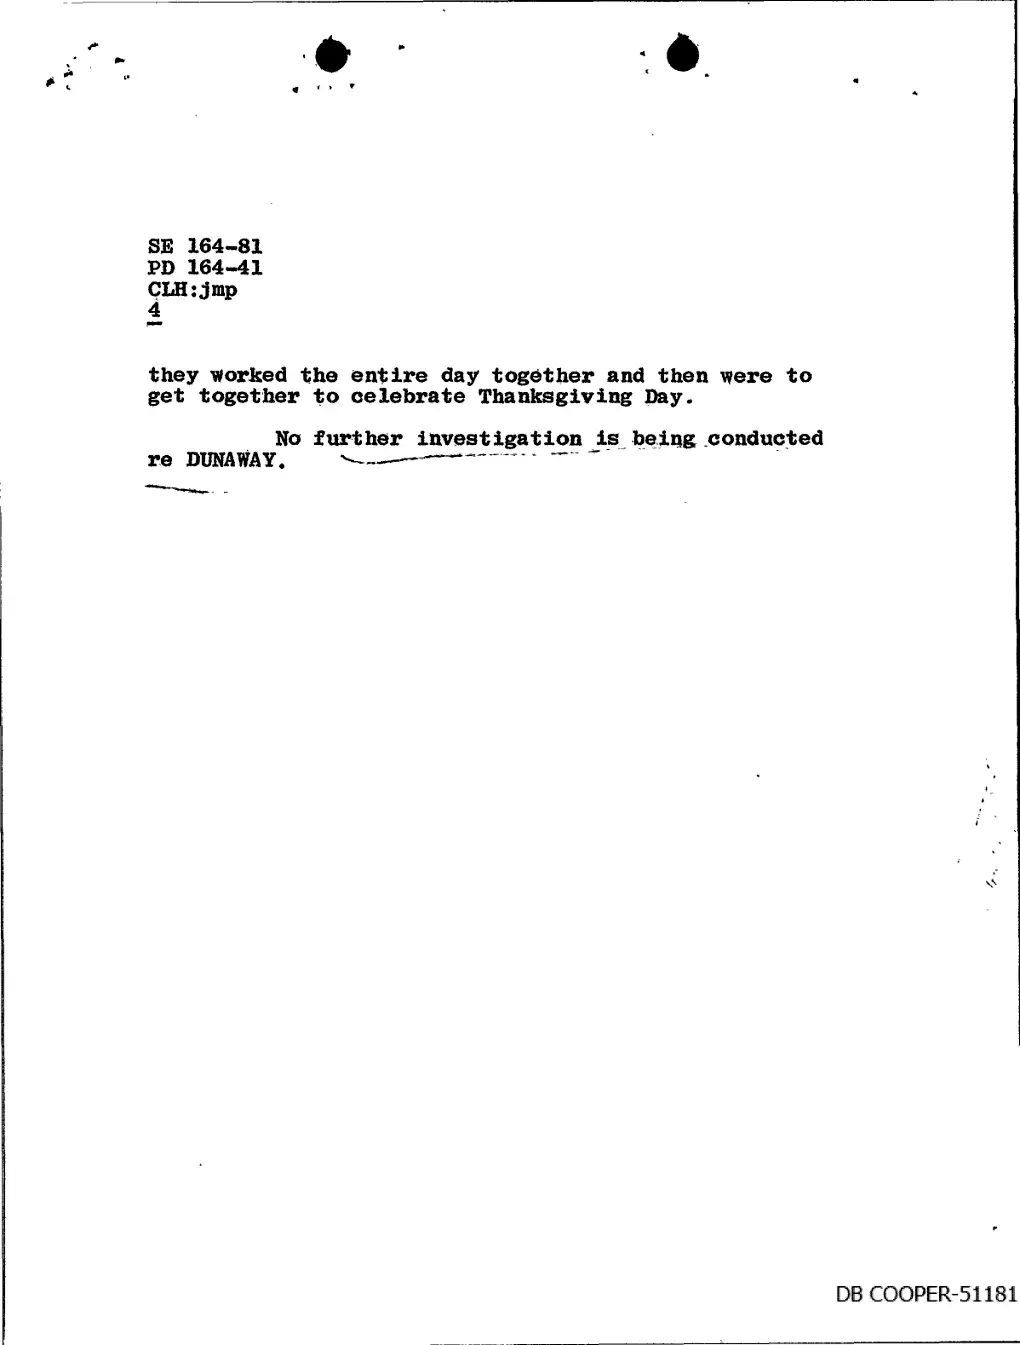 SE 164-81
PD 164-41
CLH:jmp
4
they worked the entire day together and then were to
get together to celebrate Thanksgiving Day.
No further investigation is being conducted
re DUNAWAY.
DB COOPER-51181